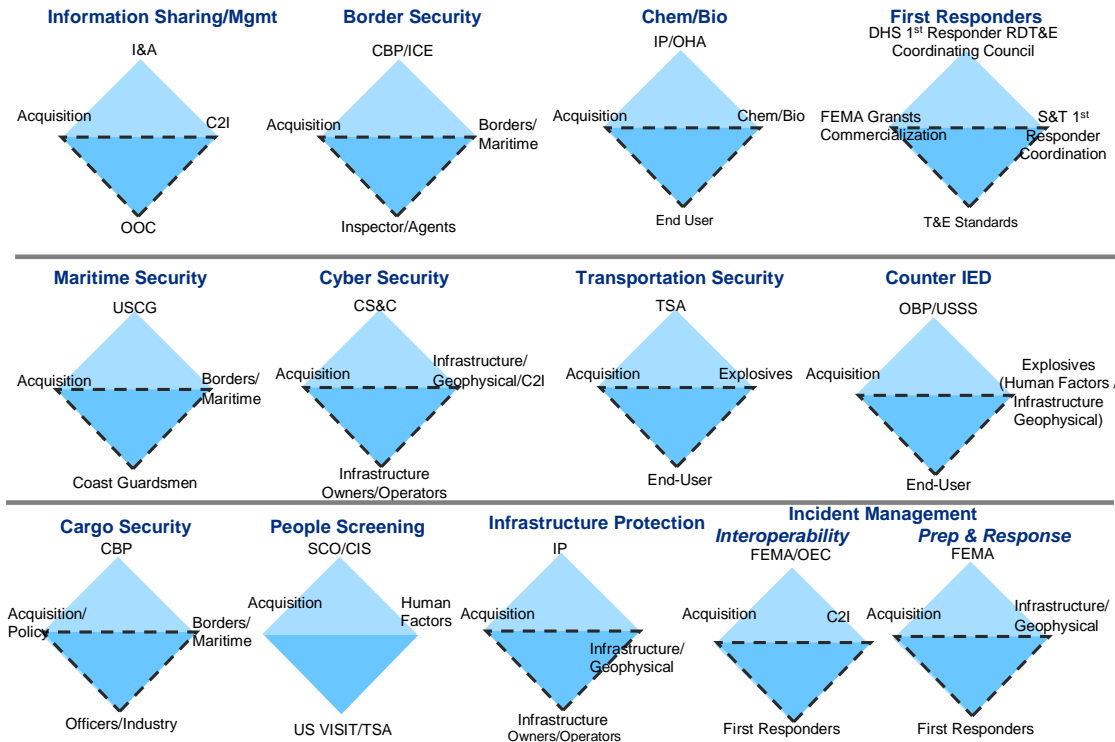 Information Sharing/Mgmt
I&A
Acquisition
C2I
OOC
Border Security
CBP/ICE
Acquisition
Borders/
Maritime
Inspector/Agents
Chem/Bio
IP/OHA
Acquisition
Chem/Bio
End User
First Responders
DHS 1st Responder RDT&E
Coordinating Council
FEMA Gransts
Commercialization
S&T 1st
Responder
Coordination
T&E Standards
Maritime Security
USCG
Acquisition
Borders/
Maritime
Coast Guardsmen
Cyber Security
CS&C
Acquisition
Infrastructure/
Geophysical/C2I
Infrastructure
Owners/Operators
Transportation Security
TSA
Acquisition
Explosives
End-User
Counter IED
OBP/USSS
Acquisition
Explosives
(Human Factors /
Infrastructure
Geophysical)
End-User
Cargo Security
CBP
Acquisition/
Policy
Borders/
Maritime
Officers/Industry
People Screening
SCO/CIS
Acquisition
Human
Factors
US VISIT/TSA
Infrastructure Protection
IP
Acquisition
Infrastructure/
Geophysical
Infrastructure
Owners/Operators
Incident Management
Interoperability
FEMA/OEC
Acquisition
C2I
First Responders
Prep & Response
FEMA
Acquisition
Infrastructure/
Geophysical
First Responders